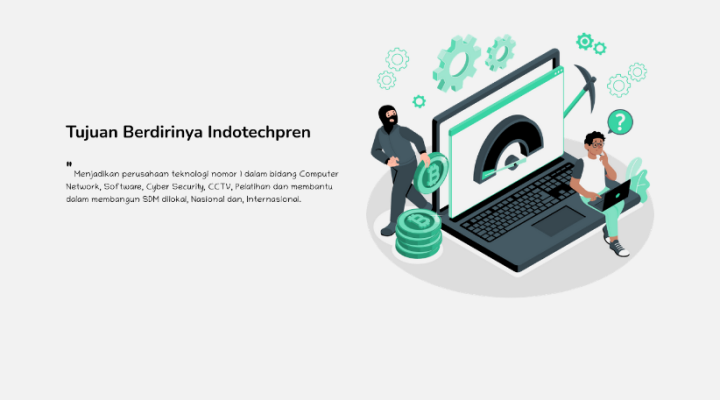 Tujuan Berdirinya Indotechpren
"
Menjadikan perusahaan teknologi nomor 1 dalam bidang Computer
Network, Software, Cyber Security, CCTV, Pelatihan dan membantu
dalam membangun SDM dilokal, Nasional dan, Internasional.
?